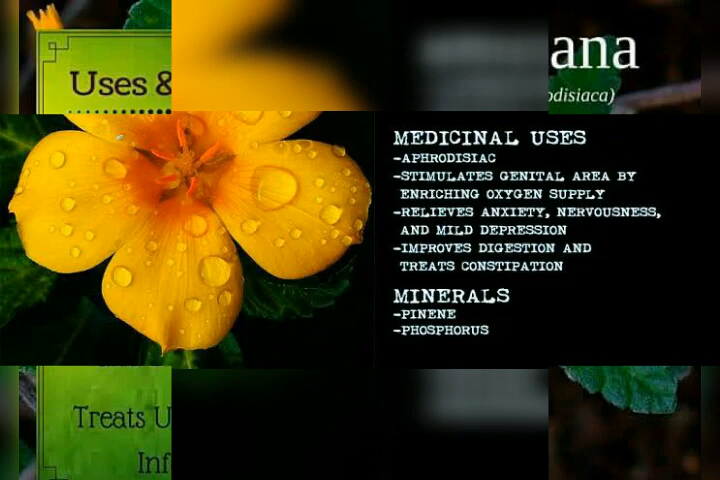 Uses &
ana
odisiaca)
MEDICINAL USES
-APHRODISIAC
-STIMULATES GENITAL AREA BY
ENRICHING OXYGEN SUPPLY
-RELIEVES ANXIETY, NERVOUSNESS,
AND MILD DEPRESSION
-IMPROVES DIGESTION AND
TREATS CONSTIPATION
MINERALS
-PINENE
-PHOSPHORUS
Treats U
Inf